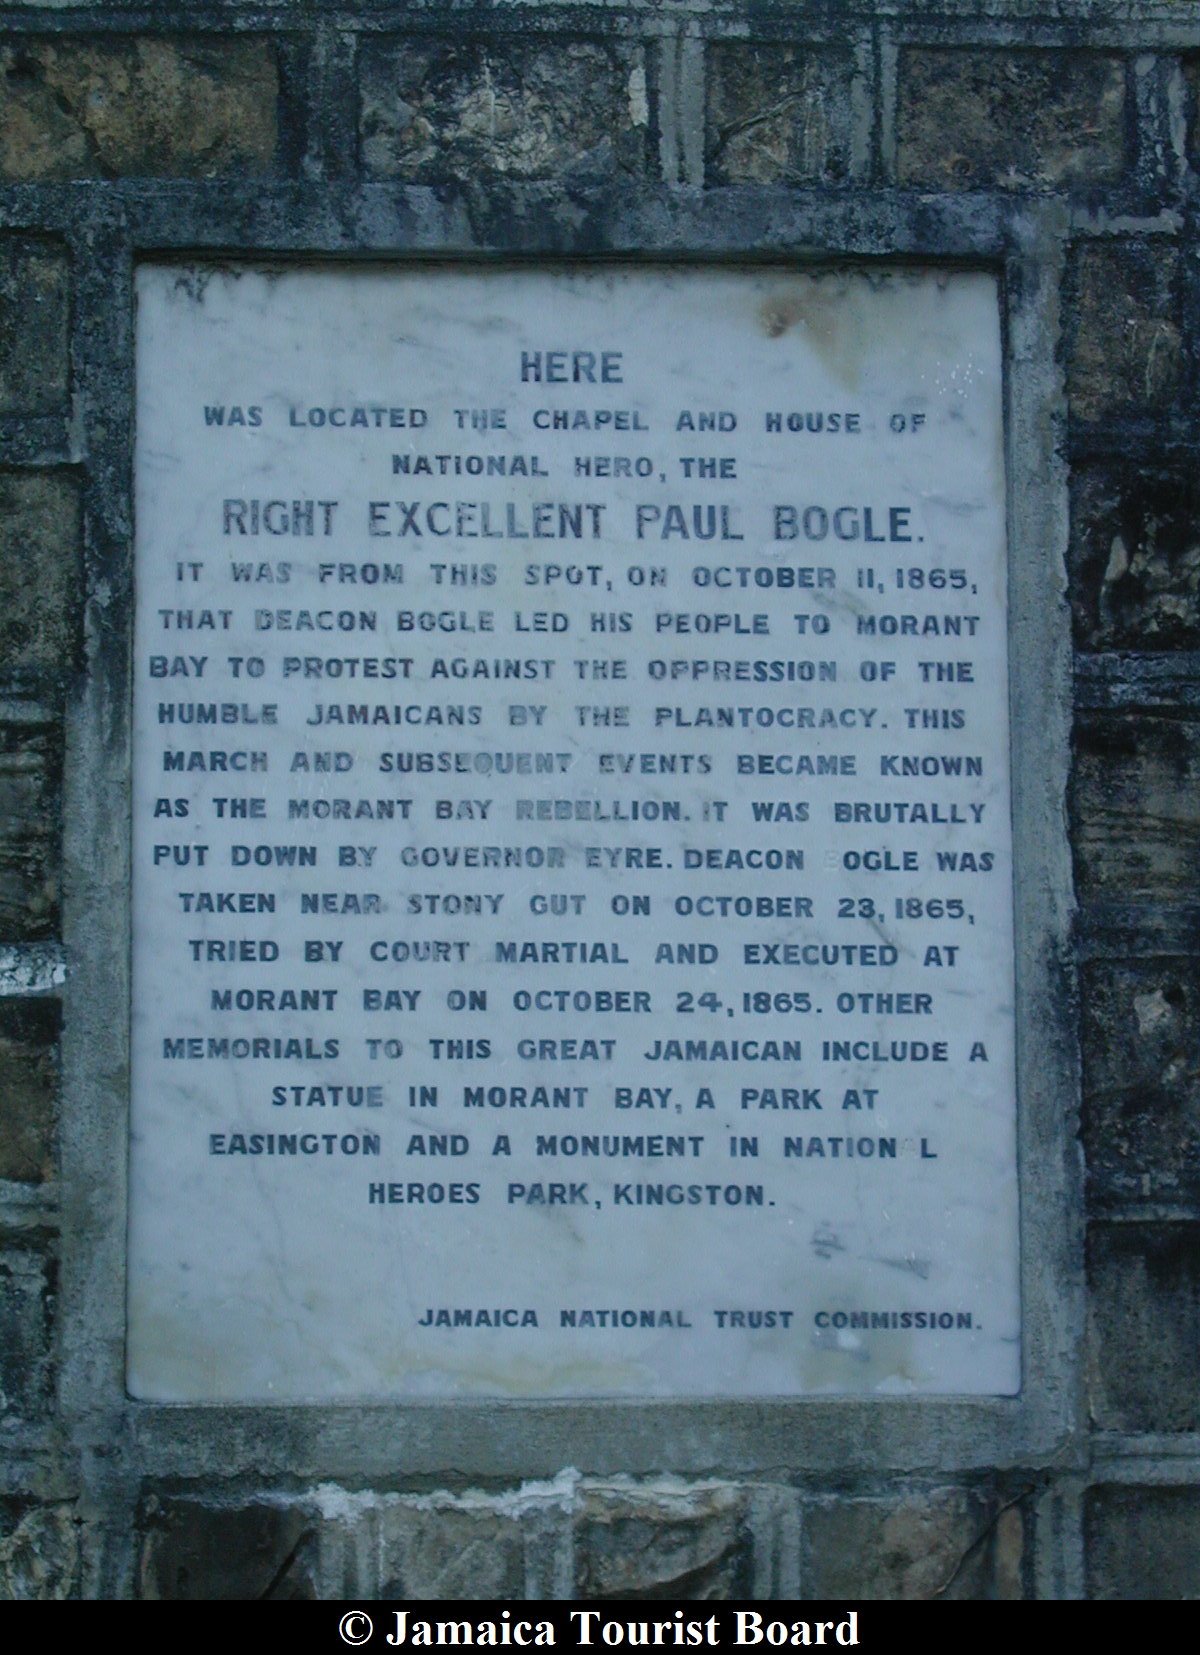 HERE
WAS LOCATED THE CHAPEL AND HOUSE OF
NATIONAL HERO, THE
RIGHT EXCELLENT PAUL BOGLE.
IT WAS FROM THIS SPOT, ON OCTOBER 11, 1865,
THAT DEACON BOGLE LED HIS PEOPLE TO MORANT
BAY TO PROTEST AGAINST THE OPPRESSION OF THE
HUMBLE JAMAICANS BY THE PLANTOCRACY. THIS
MARCH AND SUBSEQUENT EVENTS BECAME KNOWN
AS THE MORANT BAY REBELLION. IT WAS BRUTALLY
PUT DOWN BY GOVERNOR EYRE. DEACON BOGLE WAS
TAKEN NEAR STONY GUT ON OCTOBER 23, 1865,
TRIED BY COURT MARTIAL AND EXECUTED AT
MORANT BAY ON OCTOBER 24, 1865. OTHER
MEMORIALS TO THIS GREAT JAMAICAN INCLUDE A
STATUE IN MORANT BAY, A PARK AT
EASINGTON AND A MONUMENT IN NATIONAL
HEROES PARK, KINGSTON.
JAMAICA NATIONAL TRUST COMMISSION.
© Jamaica Tourist Board